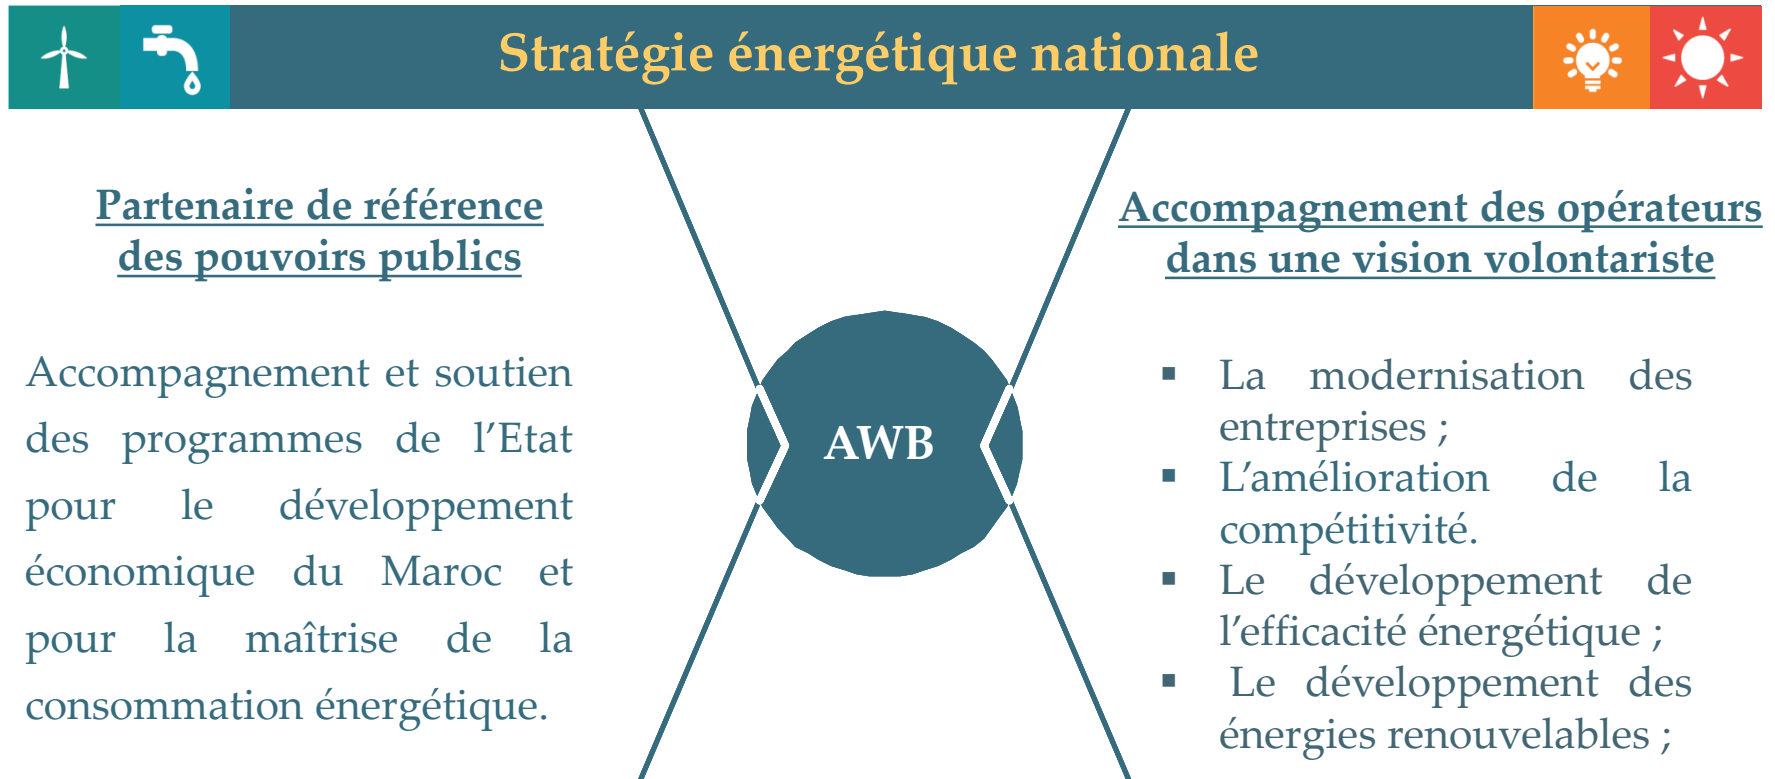 Stratégie énergétique nationale
Partenaire de référence
des pouvoirs publics
Accompagnement et soutien
des programmes de l’Etat
pour le développement
économique du Maroc et
pour la maîtrise de la
consommation énergétique.
AWB
Accompagnement des opérateurs
dans une vision volontariste
▪ La modernisation des
entreprises ;
▪ L’amélioration de la
compétitivité.
▪ Le développement de
l’efficacité énergétique ;
▪ Le développement des
énergies renouvelables ;